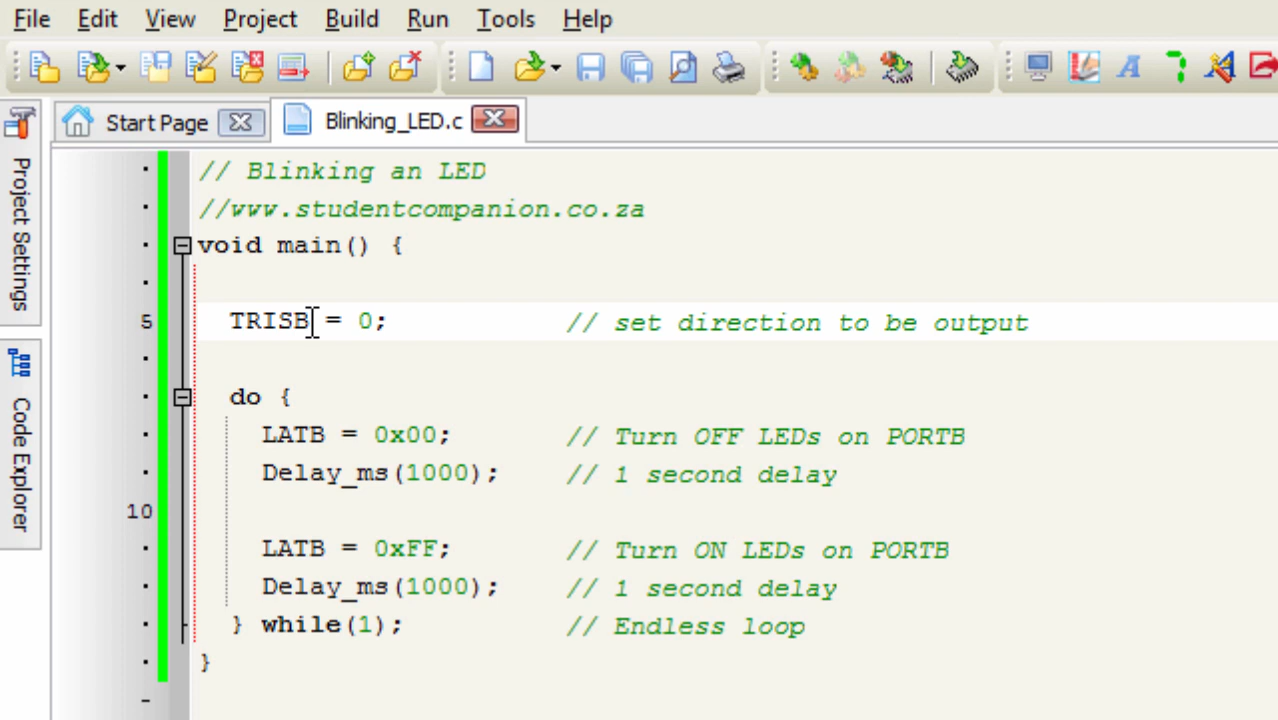 File Edit View Project Build Run Tools Help
Start Page Blinking_LED.c
Project Settings
Code Explorer
// Blinking an LED
//www.studentcompanion.co.za
void main() {
5 TRISB = 0; // set direction to be output
do {
LATB = 0x00; // Turn OFF LEDs on PORTB
Delay_ms(1000); // 1 second delay
10
LATB = 0xFF; // Turn ON LEDs on PORTB
Delay_ms(1000); // 1 second delay
} while(1); // Endless loop
}